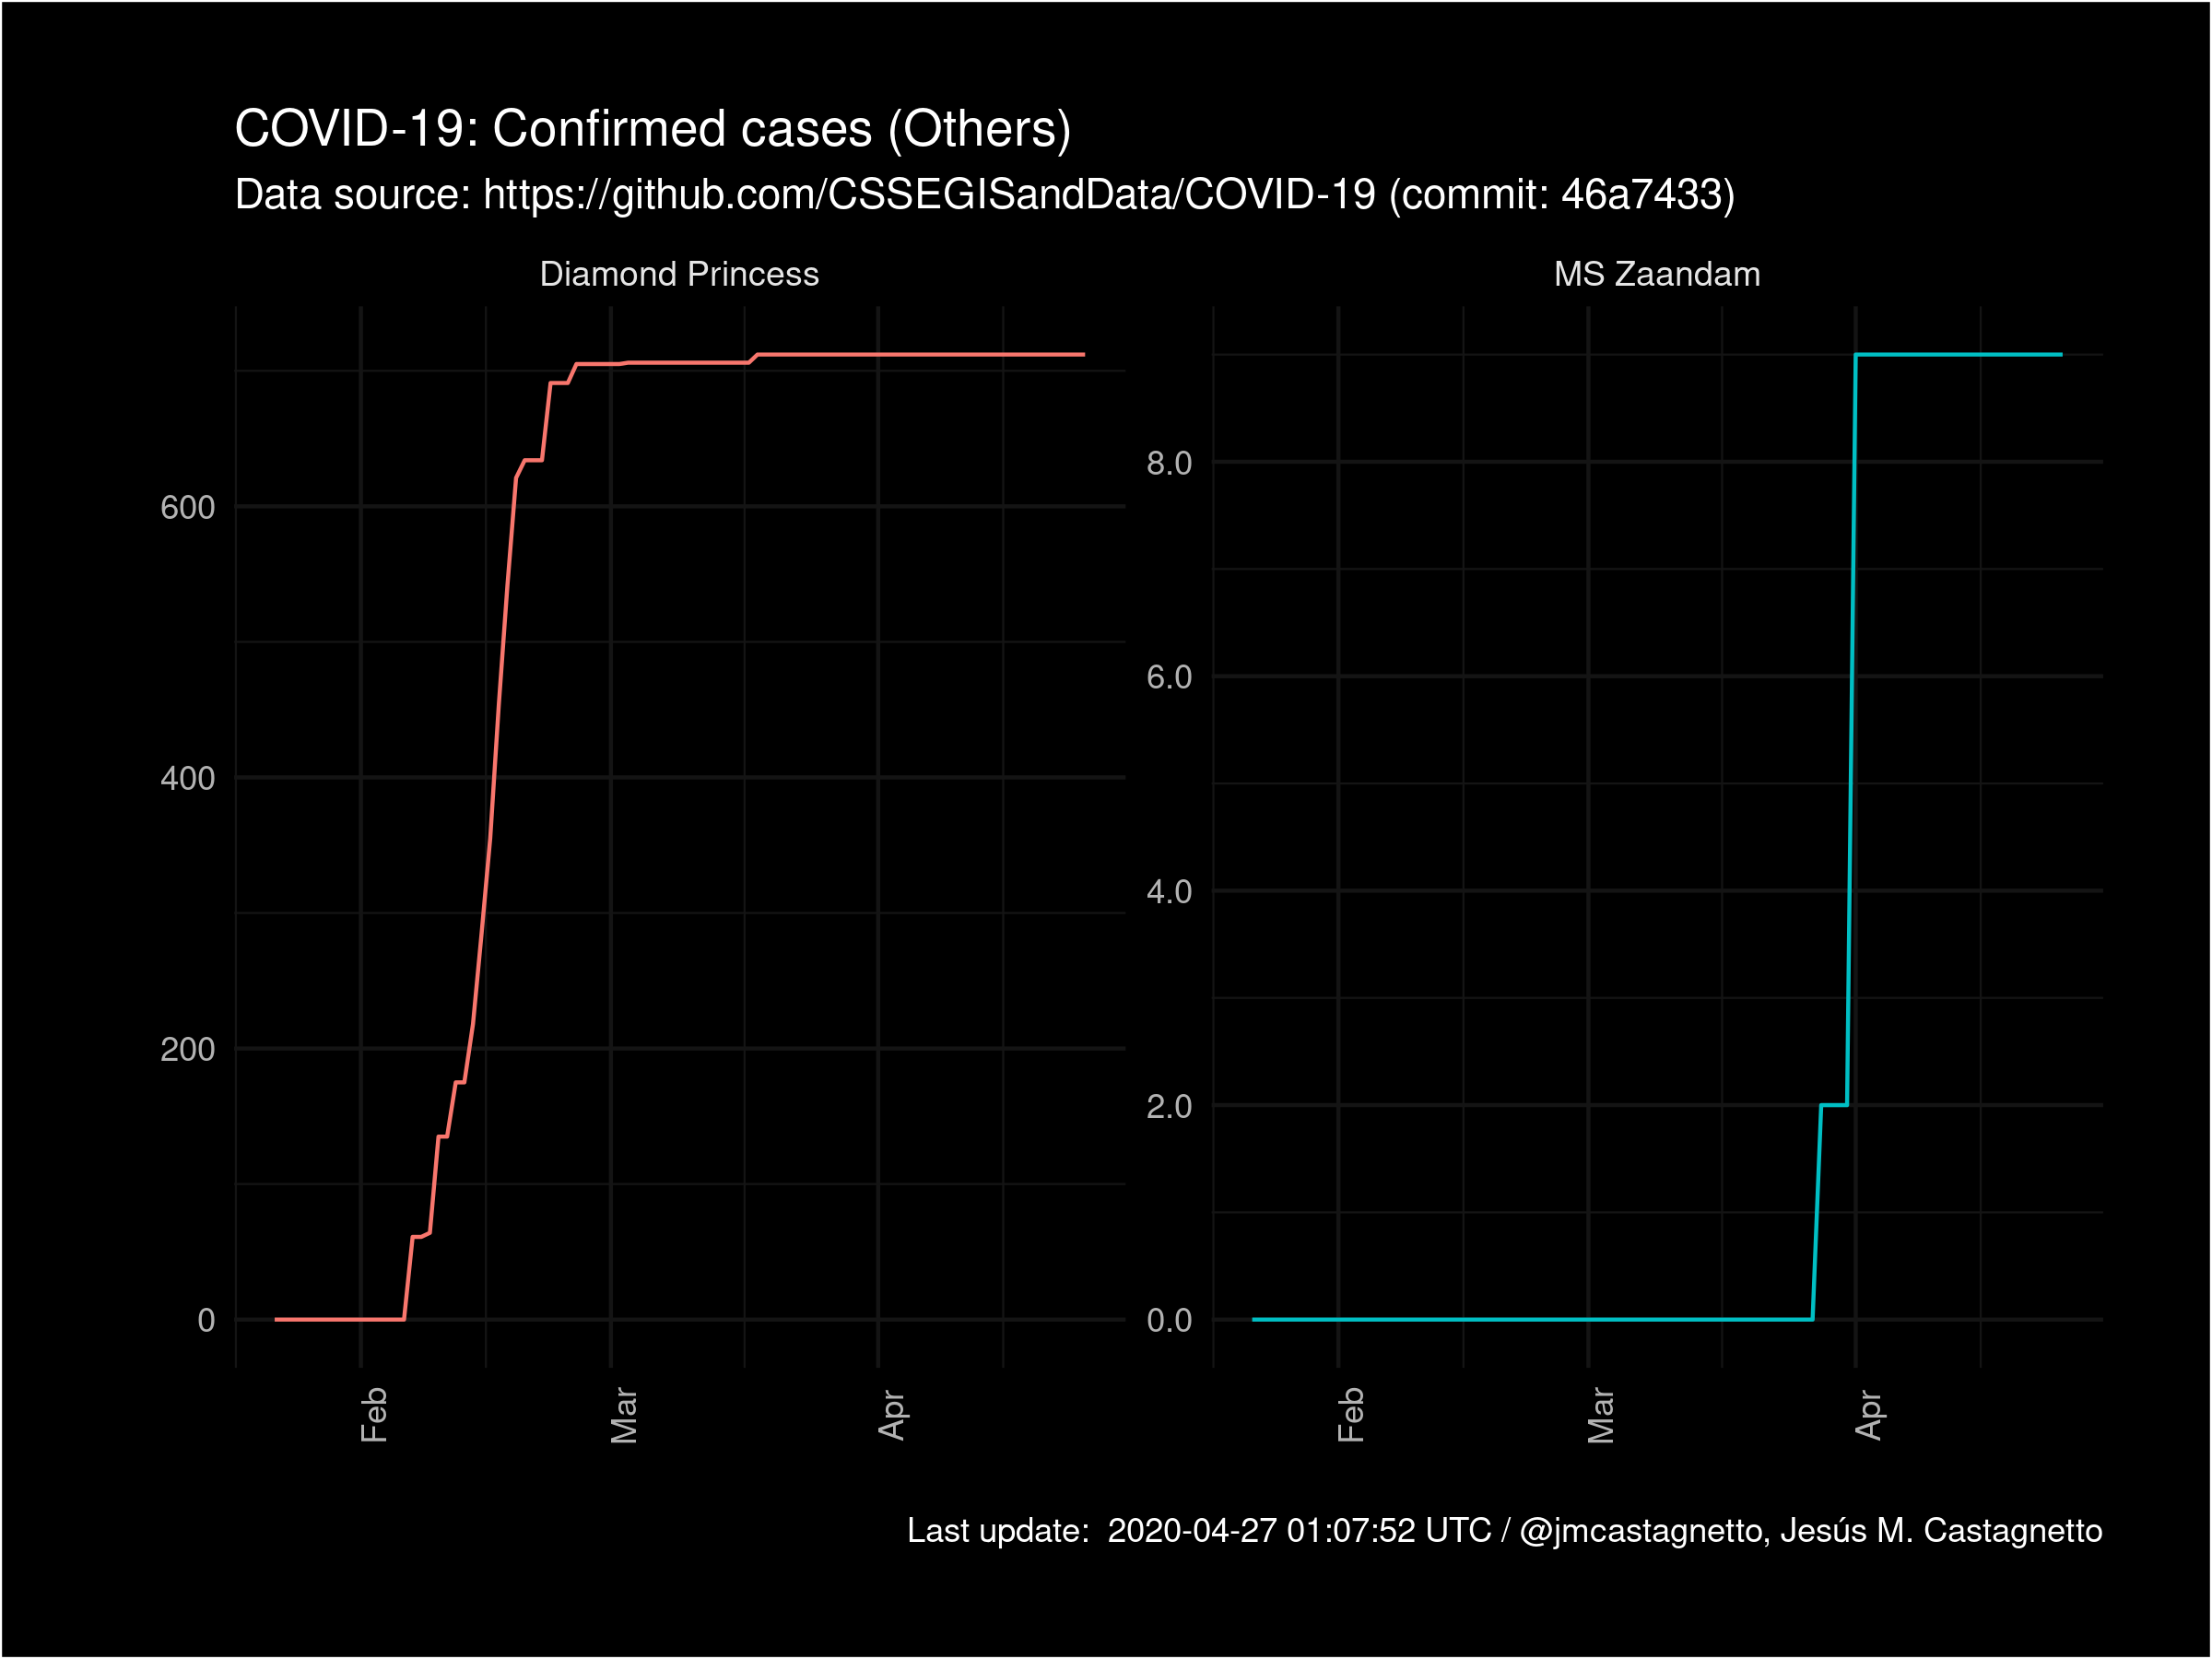 COVID-19: Confirmed cases (Others)
Data source: https://github.com/CSSEGISandData/COVID-19 (commit: 46a7433)
Diamond Princess
600
400
200
0
Feb
Mar
Apr
MS Zaandam
8.0
6.0
4.0
2.0
0.0
Feb
Mar
Apr
Last update:  2020-04-27 01:07:52 UTC / @jmcastagnetto, Jesús M. Castagnetto